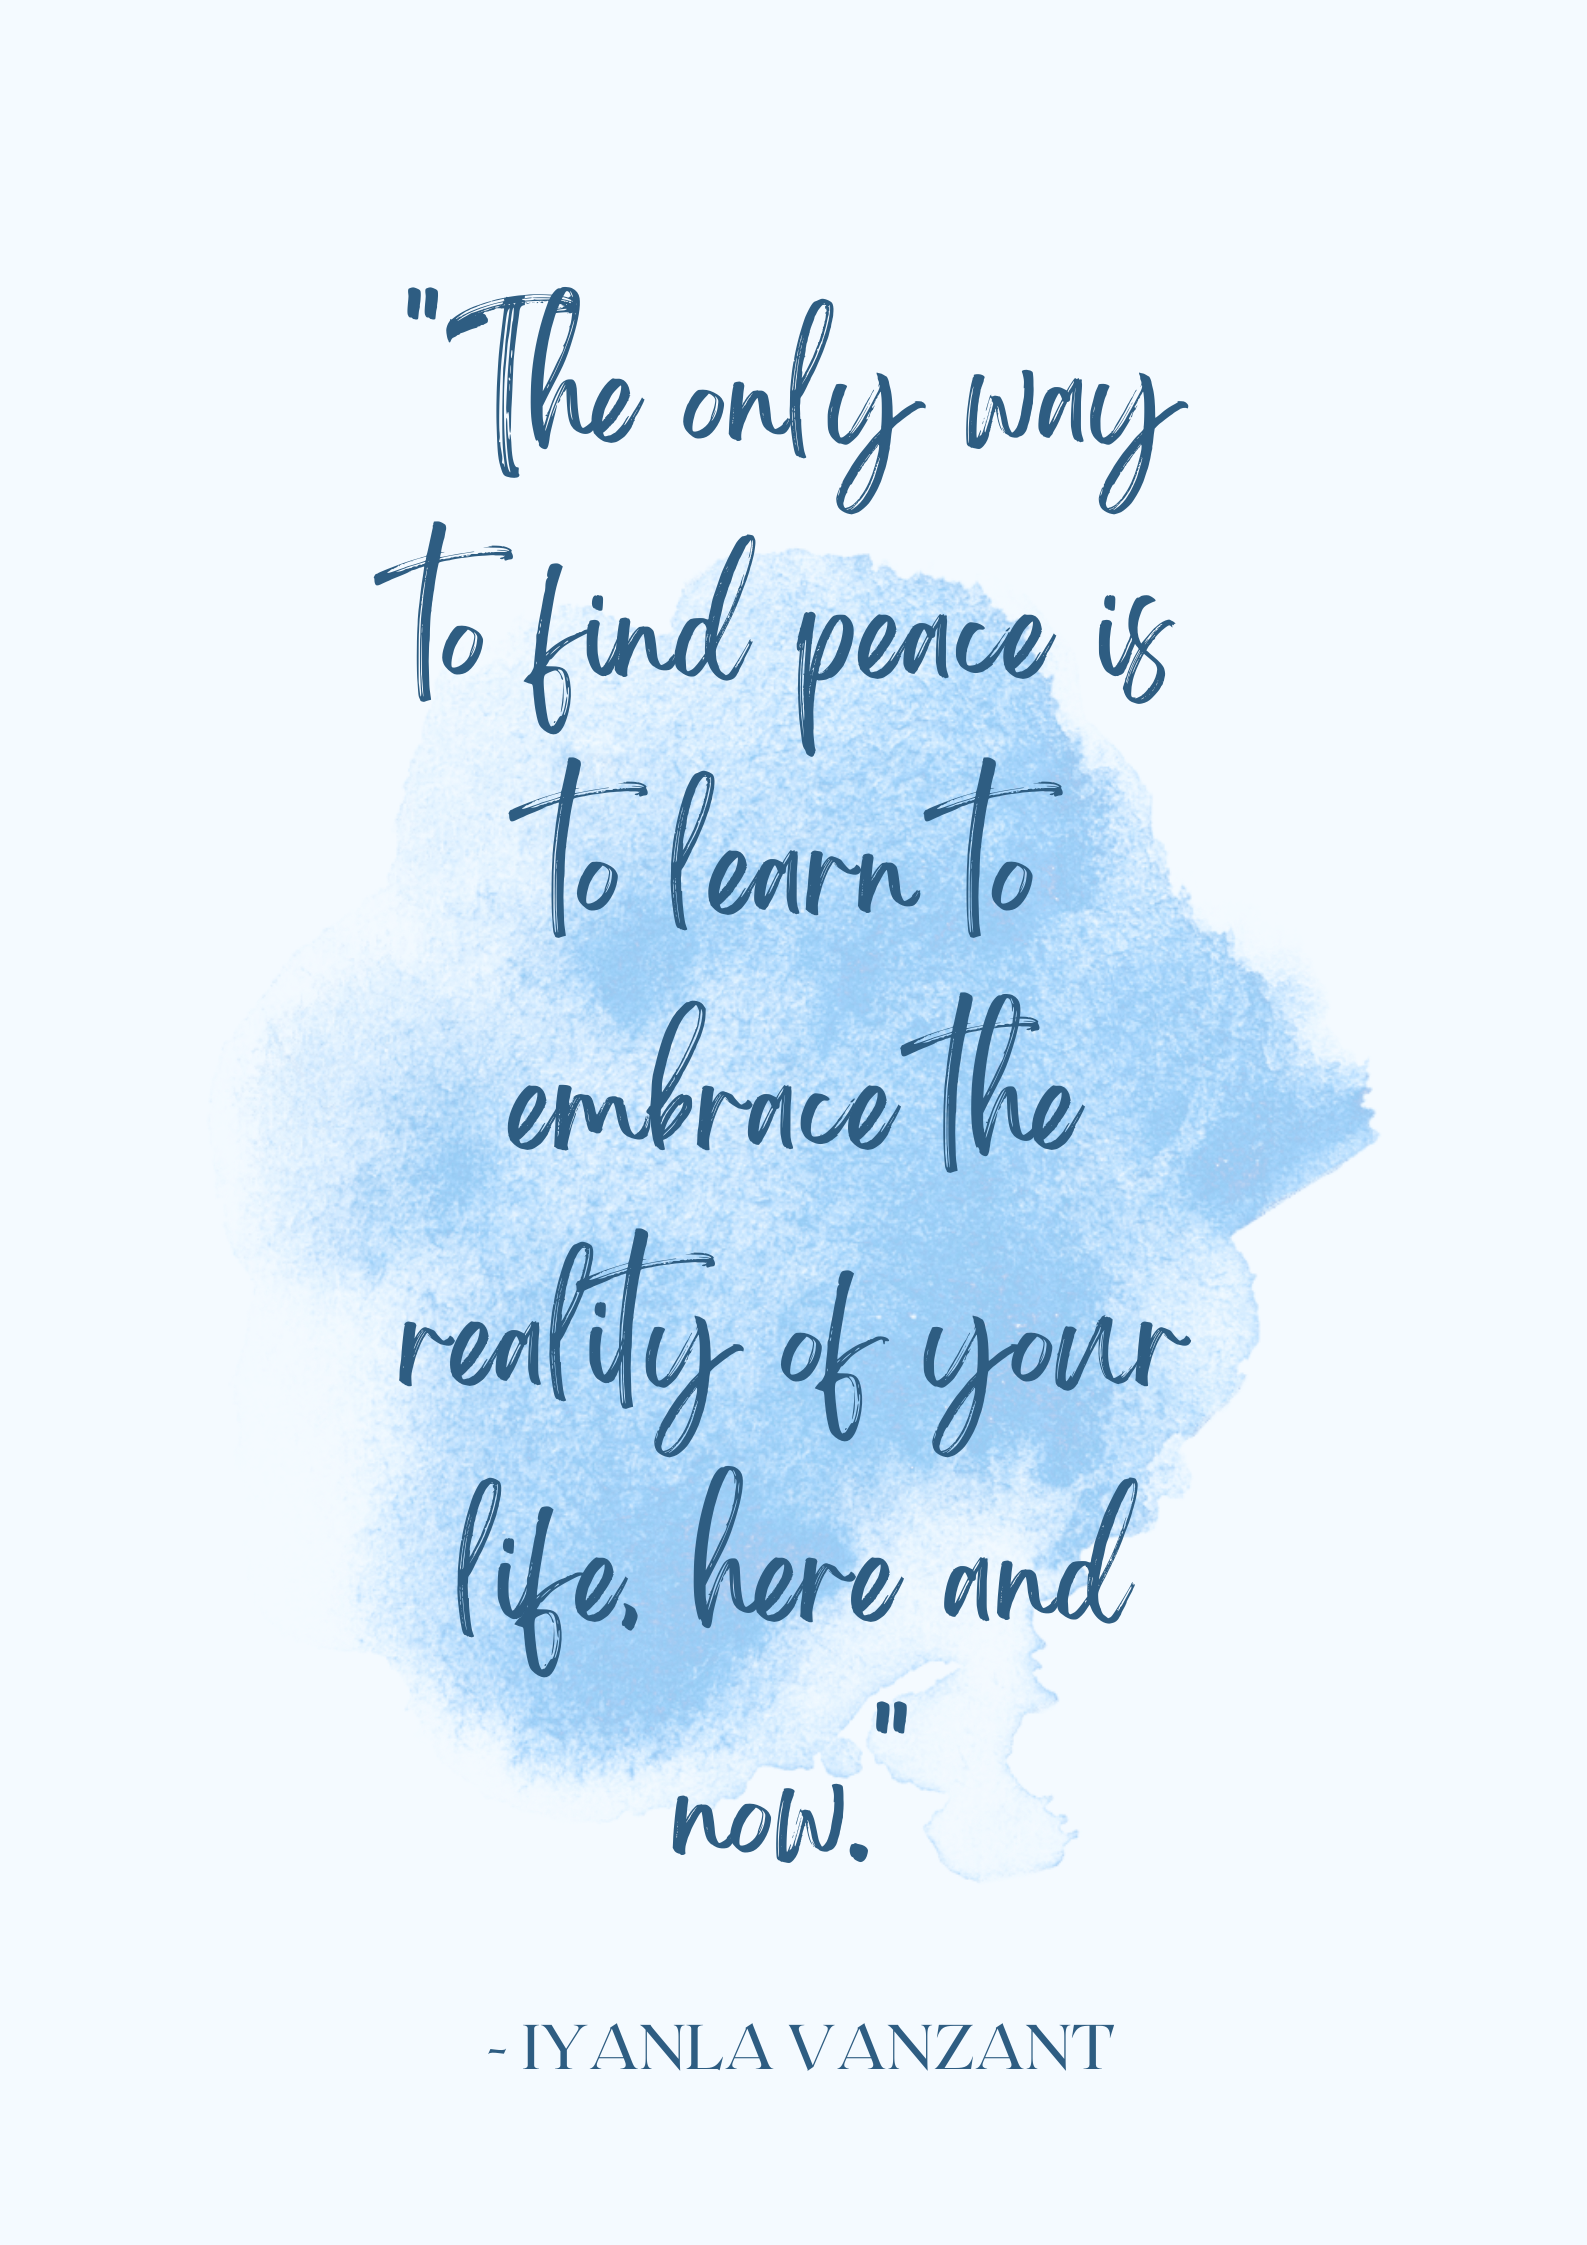 "The only way
to find peace is
to learn to
embrace the
reality of your
life, here and
now."
- IYANLA VANZANT